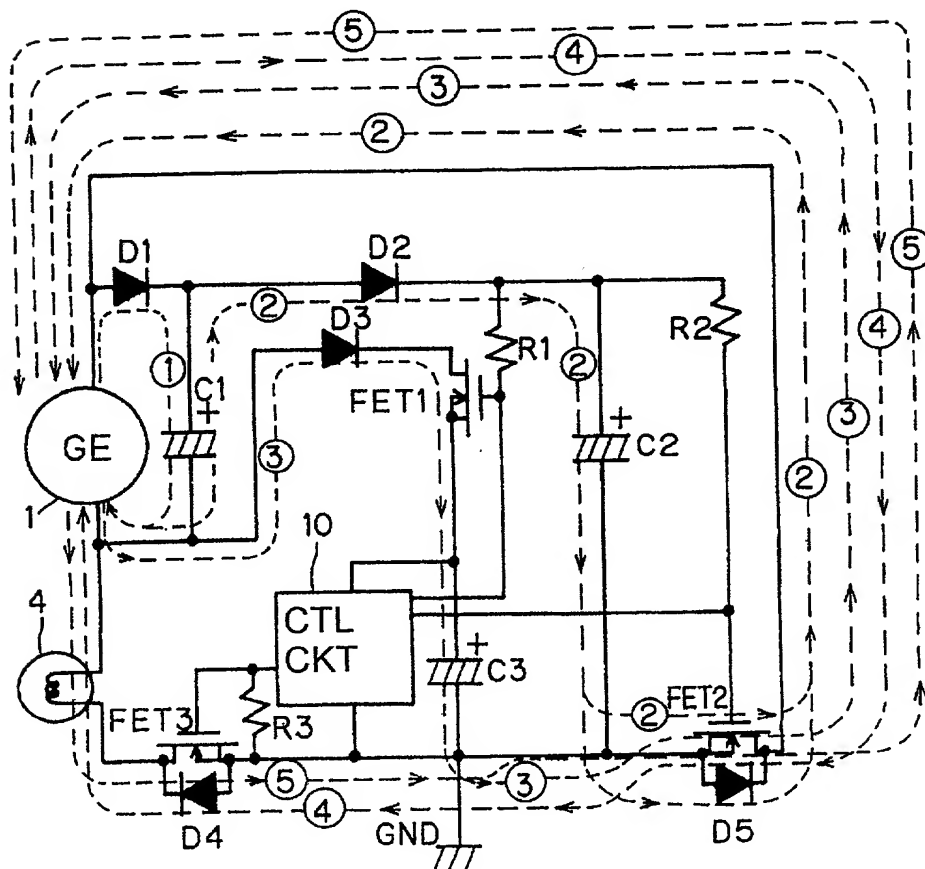 ⑤
④
③
②
D1
D2
②
D3
R2
⑤
①
C1
+
R1
FET1
②
④
GE
③
+
C2
③
②
1
10
4
CTL
CKT
+
C3
FET3
R3
②
FET2
⑤
③
④
D4
GND
D5